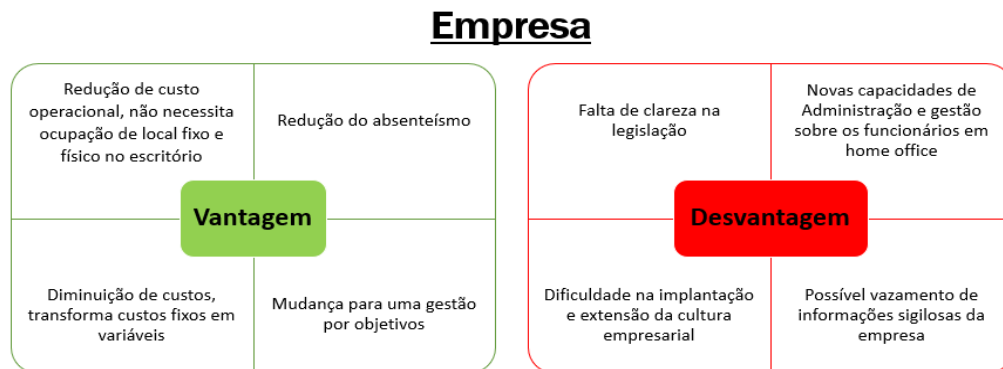 Empresa
Redução de custo
operacional, não necessita
ocupação de local fixo e
físico no escritório
Redução do absenteísmo
Vantagem
Diminuição de custos,
transforma custos fixos em
variáveis
Mudança para uma gestão
por objetivos
Falta de clareza na
legislação
Novas capacidades de
Administração e gestão
sobre os funcionários em
home office
Desvantagem
Dificuldade na implantação
e extensão da cultura
empresarial
Possível vazamento de
informações sigilosas da
empresa